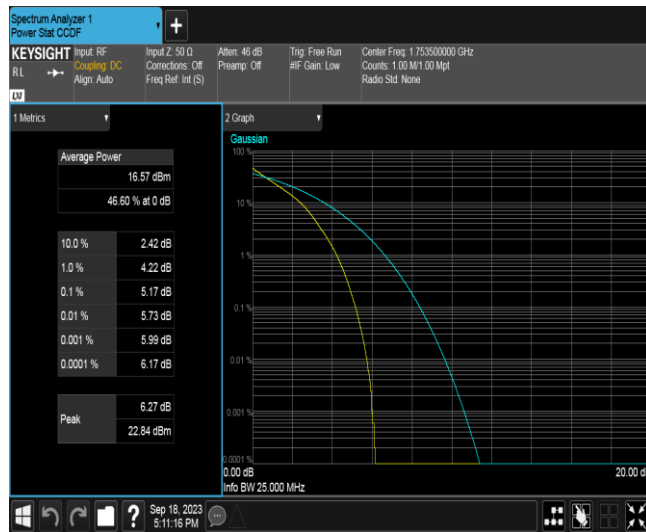 Spectrum Analyzer 1
Power Stat CCDF
+
KEYSIGHT
RL
LXI
Input: RF
Coupling: DC
Align: Auto
Input Z: 50 Ω
Corrections: Off
Freq Ref: Int (S)
Atten: 46 dB
Preamp: Off
Trig: Free Run
#IF Gain: Low
Center Freq: 1.753500000 GHz
Counts: 1.00 M/1.00 Mpt
Radio Std: None
1 Metrics
Average Power
16.57 dBm
46.60 % at 0 dB
10.0 % 2.42 dB
1.0 % 4.22 dB
0.1 % 5.17 dB
0.01 % 5.73 dB
0.001 % 5.99 dB
0.0001 % 6.17 dB
Peak
6.27 dB
22.84 dBm
2 Graph
Gaussian
100 %
10 %
1 %
0.1 %
0.01 %
0.001 %
0.0001 %
0.00 dB
20.00 d
Info BW 25.000 MHz
?
Sep 18, 2023
5:11:16 PM